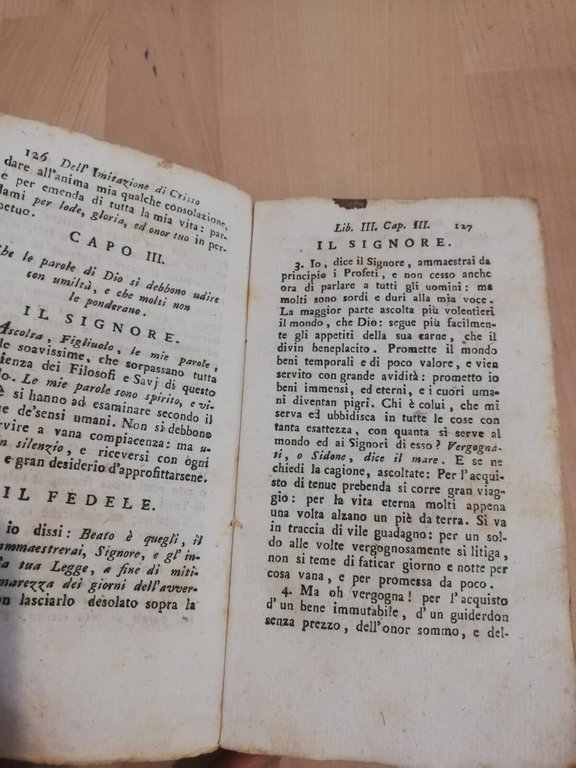 126 Dell' Imitazione di Cristo
dare all'anima mia qualche consolazione,
e per emenda di tutta la mia vita: par-
lami per lode, gloria, ed onor tuo in per-
petuo.
CAPO III.
Che le parole di Dio si debbono udire
con umiltà, e che molti non
le ponderano.
IL SIGNORE.
Ascolta, Figliuolo, le mie parole,
le soavissime, che sorpassano tutta
ienza dei Filosofi e Savj di questo
do. Le mie parole sono spirito, e vi-
è si hanno ad esaminare secondo il
ne de'sensi umani. Non si debbono
rvire a vana compiacenza: ma u-
n silenzio, e riceversi con ogni
e gran desiderio d'approfittarsene.
IL FEDELE.
io dissi: Beato è quegli, il
ammaestrerai, Signore, e gl'in-
a tua Legge, a fine di miti-
marezza dei giorni dell'avver-
on lasciarlo desolato sopra la
Lib. III. Cap. III. 127
IL SIGNORE.
3. Io, dice il Signore, ammaestrai da
principio i Profeti, e non cesso anche
ora di parlare a tutti gli uomini: ma
molti sono sordi e duri alla mia voce.
La maggior parte ascolta più volentieri
il mondo, che Dio: segue più facilmen-
te gli appetiti della sua carne, che il
divin beneplacito. Promette il mondo
beni temporali e di poco valore, e vien
servito con grande avidità: prometto io
beni immensi, ed eterni, e i cuori uma-
ni diventan pigri. Chi è colui, che mi
serva ed ubbidisca in tutte le cose con
tanta esattezza, con quanta si serve al
mondo ed ai Signori di esso? Vergogna-
ti, o Sidone, dice il mare. E se ne
chiedi la cagione, ascoltate: Per l'acqui-
sto di tenue prebenda si corre gran viag-
gio: per la vita eterna molti appena
una volta alzano un piè da terra. Si va
in traccia di vile guadagno: per un sol-
do alle volte vergognosamente si litiga,
non si teme di faticar giorno e notte per
cosa vana, e per promessa da poco.
4. Ma oh vergogna! per l'acquisto
d'un bene immutabile, d'un guiderdon
senza prezzo, dell'onor sommo, e del-